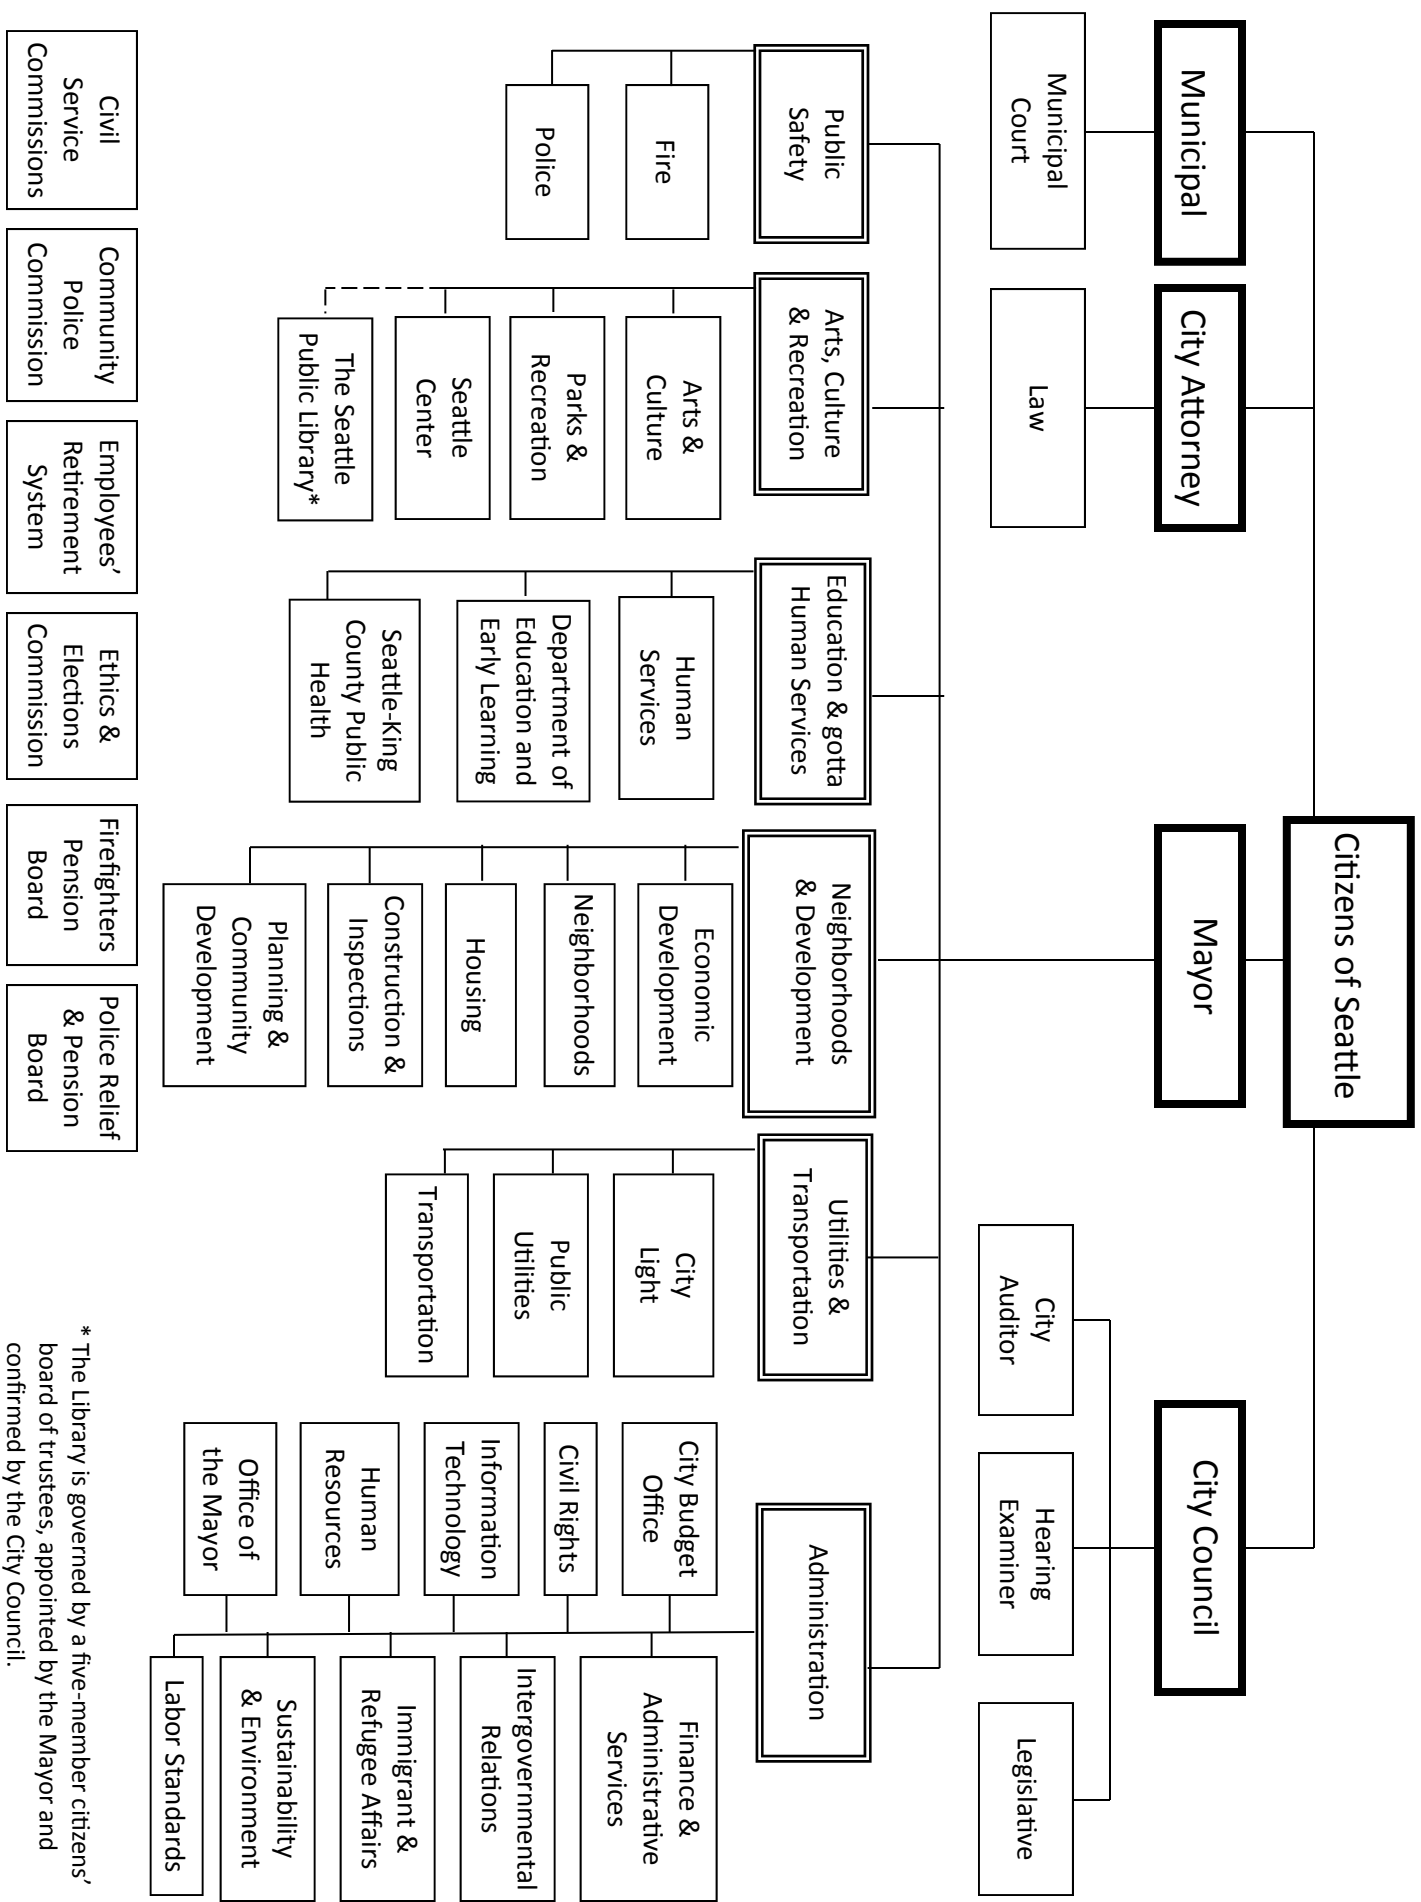 Citizens of Seattle
Municipal
City Attorney
Mayor
City Council
Municipal
Court
Law
City
Auditor
Hearing
Examiner
Legislative
Public
Safety
Fire
Police
Arts, Culture
& Recreation
Arts &
Culture
Parks &
Recreation
Seattle
Center
The Seattle
Public Library*
Education & gotta
Human Services
Human
Services
Department of
Education and
Early Learning
Seattle-King
County Public
Health
Neighborhoods
& Development
Economic
Development
Neighborhoods
Housing
Construction &
Inspections
Planning &
Community
Development
Utilities &
Transportation
City
Light
Public
Utilities
Transportation
Administration
City Budget
Office
Civil Rights
Information
Technology
Human
Resources
Office of
the Mayor
Finance &
Administrative
Services
Intergovernmental
Relations
Immigrant &
Refugee Affairs
Sustainability
& Environment
Labor Standards
Civil
Service
Commissions
Community
Police
Commission
Employees’
Retirement
System
Ethics &
Elections
Commission
Firefighters
Pension
Board
Police Relief
& Pension
Board
* The Library is governed by a five-member citizens’
board of trustees, appointed by the Mayor and
confirmed by the City Council.